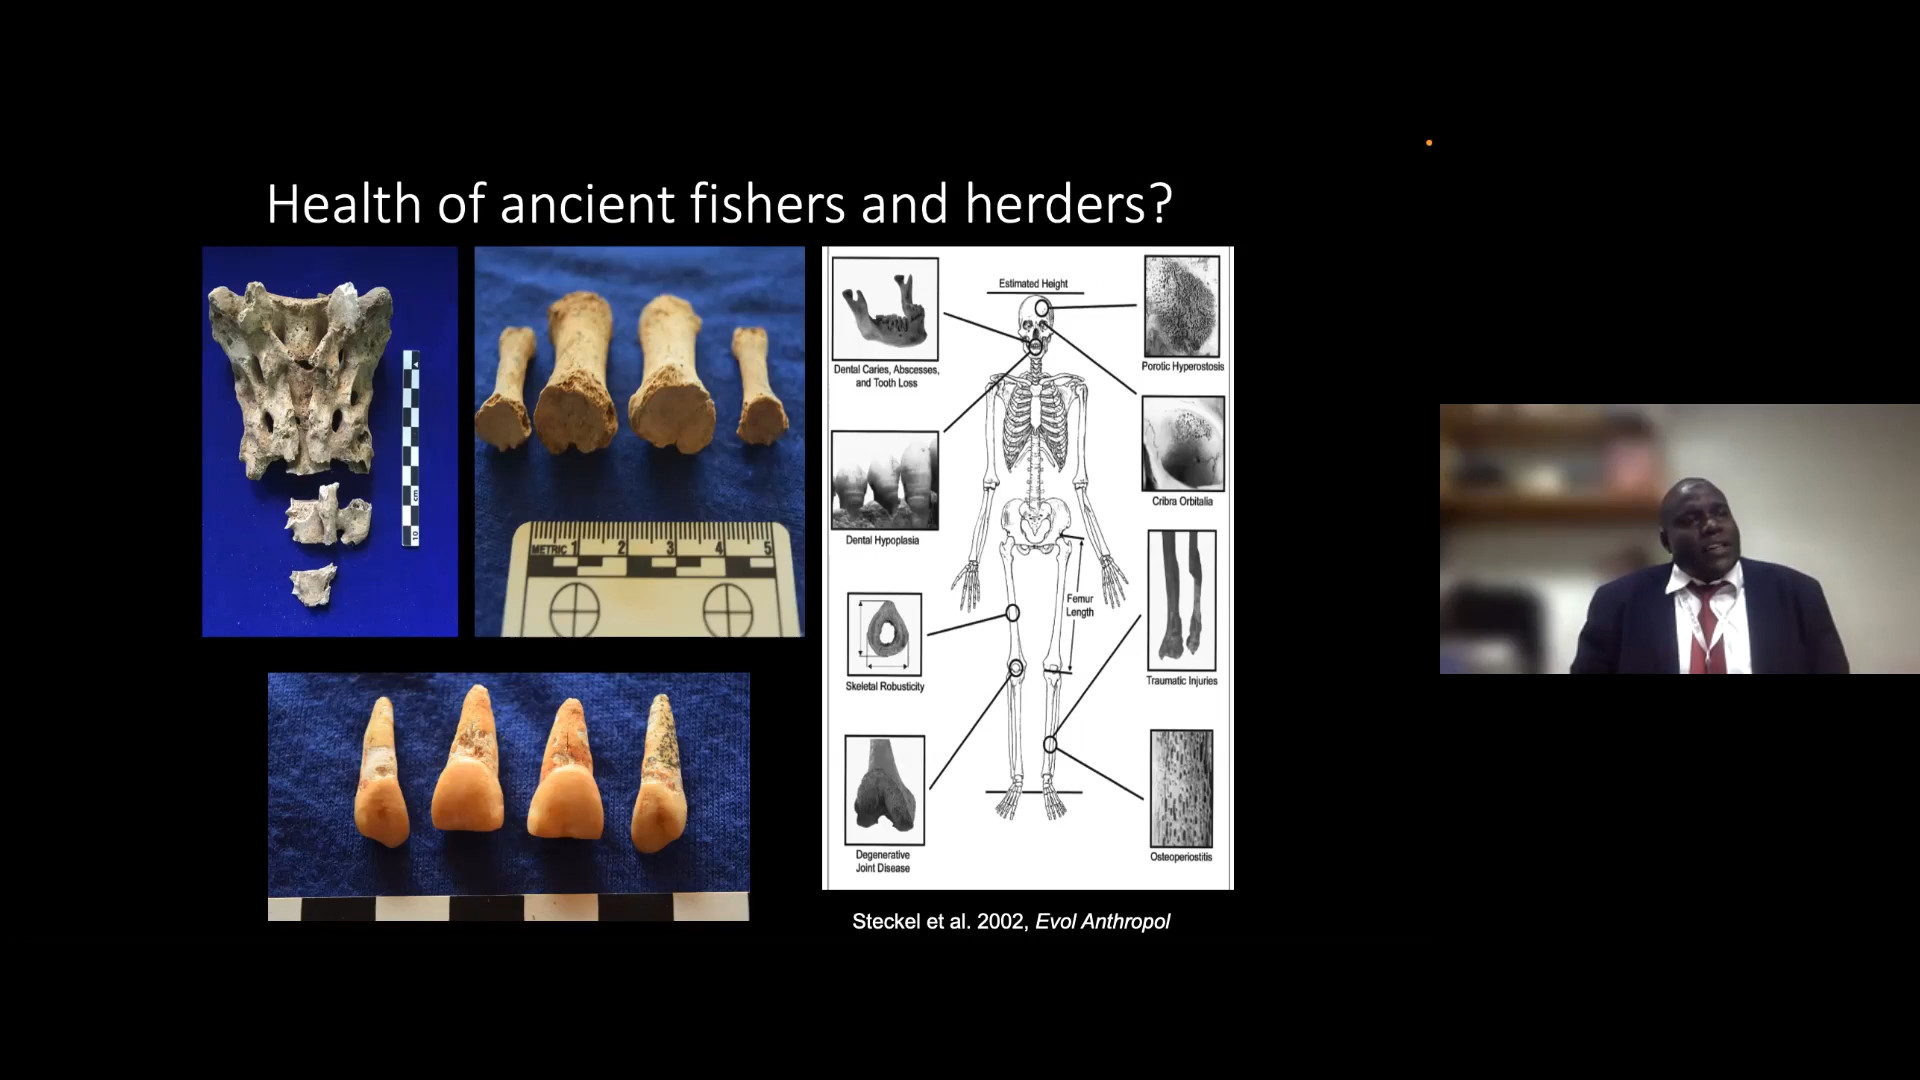 Health of ancient fishers and herders?
cm
10
METRIC 1 2 3 4 5
Estimated Height
Dental Caries, Abscesses,
and Tooth Loss
Porotic Hyperostosis
Dental Hypoplasia
Cribra Orbitalia
Femur
Length
Skeletal Robusticity
Traumatic Injuries
Degenerative
Joint Disease
Osteoperiostitis
Steckel et al. 2002, Evol Anthropol